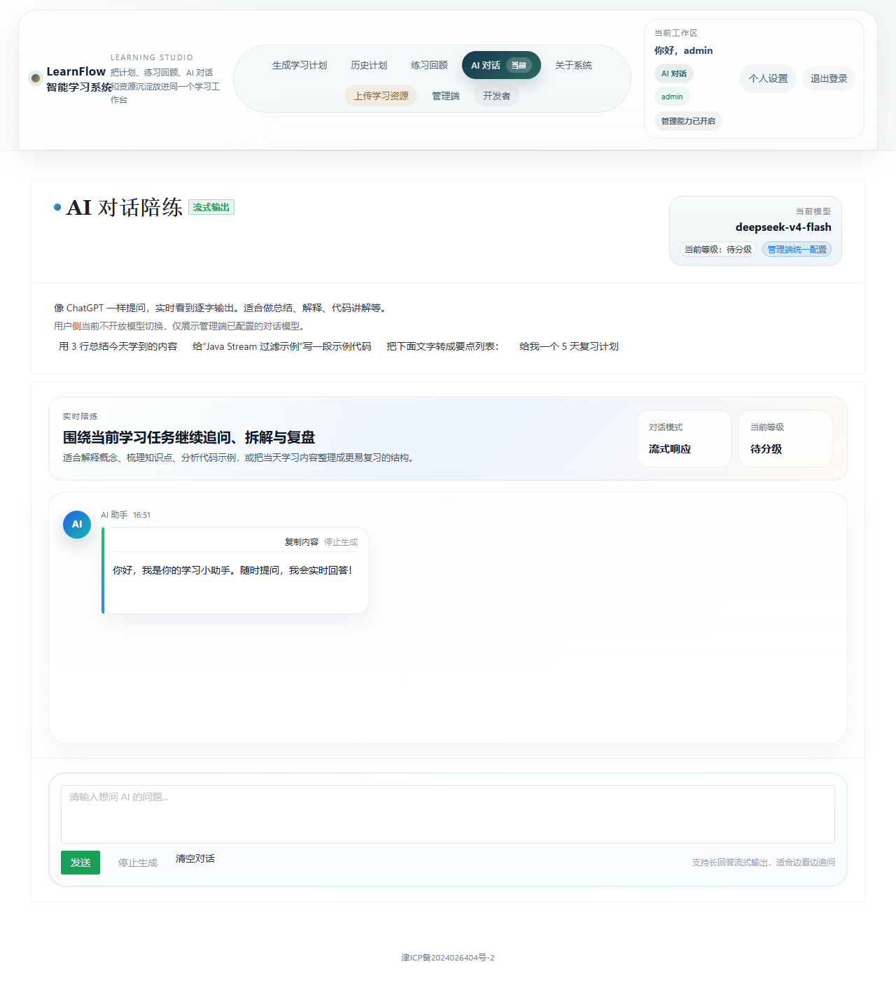 LearnFlow
智能学习系统
LEARNING STUDIO
把计划、练习回顾、AI 对话
和资源沉淀放进同一个学习工
作台
生成学习计划
历史计划
练习回顾
AI 对话 当前
关于系统
上传学习资源
管理端
开发者
当前工作区
你好，admin
AI 对话
admin
管理能力已开启
个人设置
退出登录
AI 对话陪练 流式输出
当前模型
deepseek-v4-flash
当前等级：待分级 管理端统一配置
像 ChatGPT 一样提问，实时看到逐字输出。适合做总结、解释、代码讲解等。
用户侧当前不开放模型切换，仅展示管理端已配置的对话模型。
用 3 行总结今天学到的内容 给“Java Stream 过滤示例”写一段示例代码 把下面文字转成要点列表： 给我一个 5 天复习计划
实时陪练
围绕当前学习任务继续追问、拆解与复盘
适合解释概念、梳理知识点、分析代码示例，或把当天学习内容整理成更易复习的结构。
对话模式
流式响应
当前等级
待分级
AI
AI 助手 16:51
复制内容 停止生成
你好，我是你的学习小助手。随时提问，我会实时回答！
请输入想问 AI 的问题...
发送 停止生成 清空对话
支持长回答流式输出，适合边看边追问
津ICP备2024026404号-2